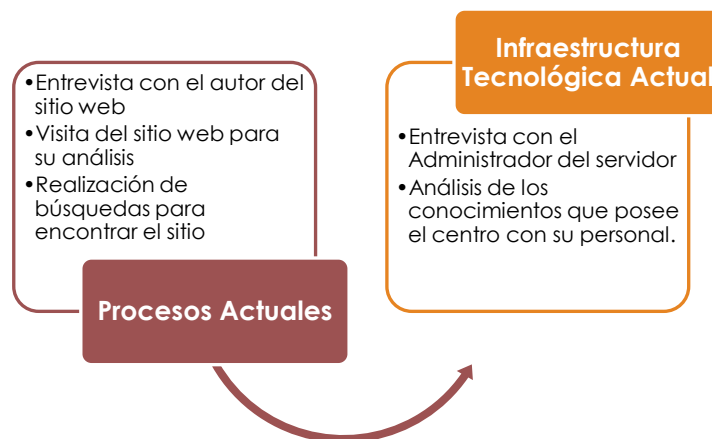 •Entrevista con el autor del
sitio web
•Visita del sitio web para
su análisis
•Realización de
búsquedas para
encontrar el sitio
Procesos Actuales
Infraestructura
Tecnológica Actual
•Entrevista con el
Administrador del servidor
•Análisis de los
conocimientos que posee
el centro con su personal.